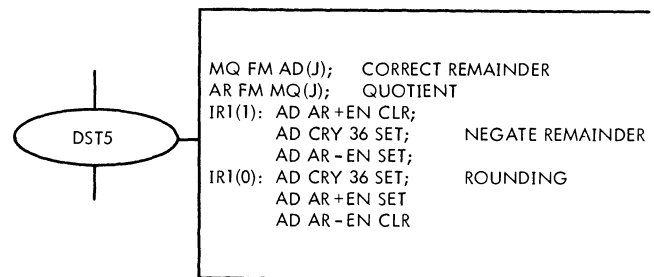 DST5
MQ FM AD(J); CORRECT REMAINDER
AR FM MQ(J); QUOTIENT
IR1(1): AD AR+EN CLR;
AD CRY 36 SET; NEGATE REMAINDER
AD AR-EN SET;
IR1(0): AD CRY 36 SET; ROUNDING
AD AR+EN SET
AD AR-EN CLR